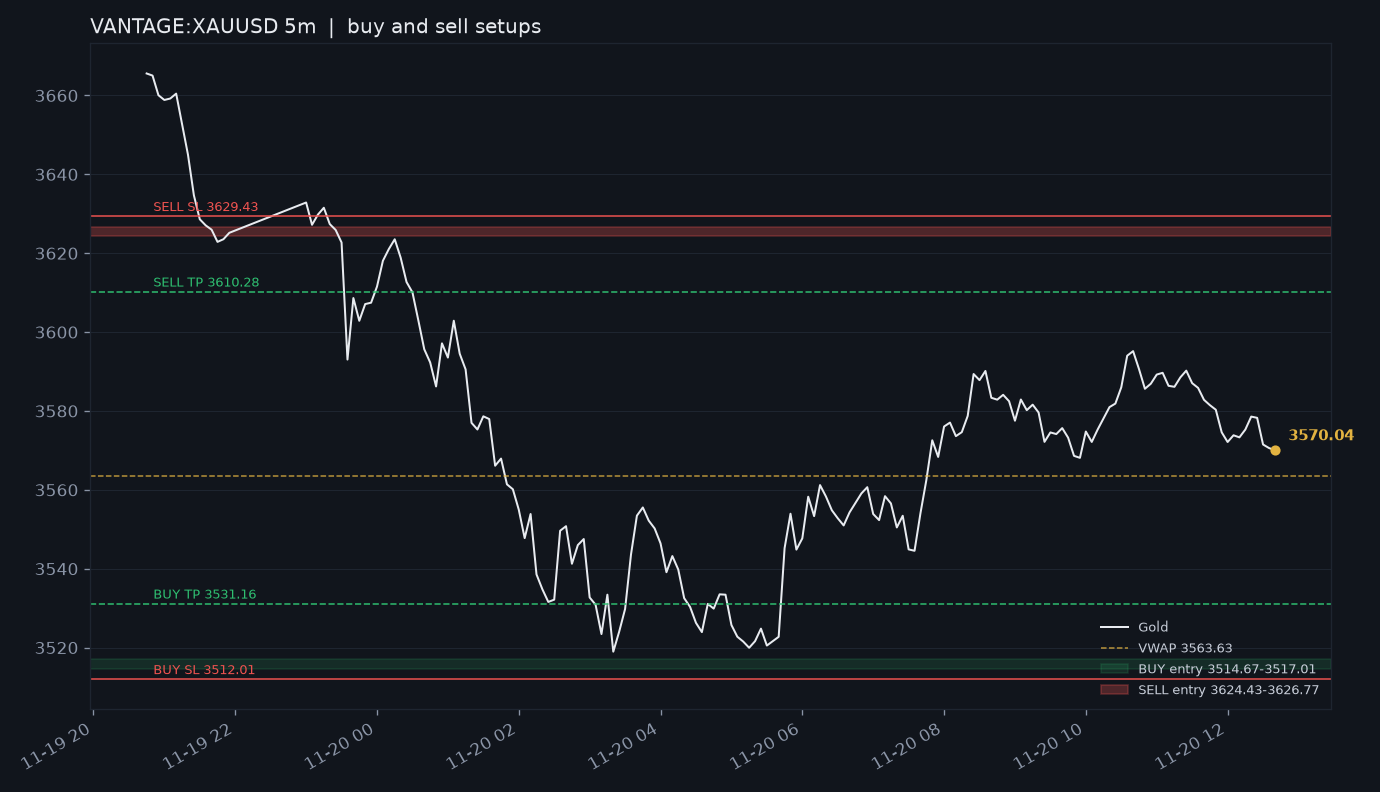 VANTAGE:XAUUSD 5m | buy and sell setups
3660
3640
SELL SL 3629.43
3620
SELL TP 3610.28
3600
3580
3570.04
3560
3540
BUY TP 3531.16
3520
BUY SL 3512.01
Gold
VWAP 3563.63
BUY entry 3514.67-3517.01
SELL entry 3624.43-3626.77
11-19 20
11-19 22
11-20 00
11-20 02
11-20 04
11-20 06
11-20 08
11-20 10
11-20 12